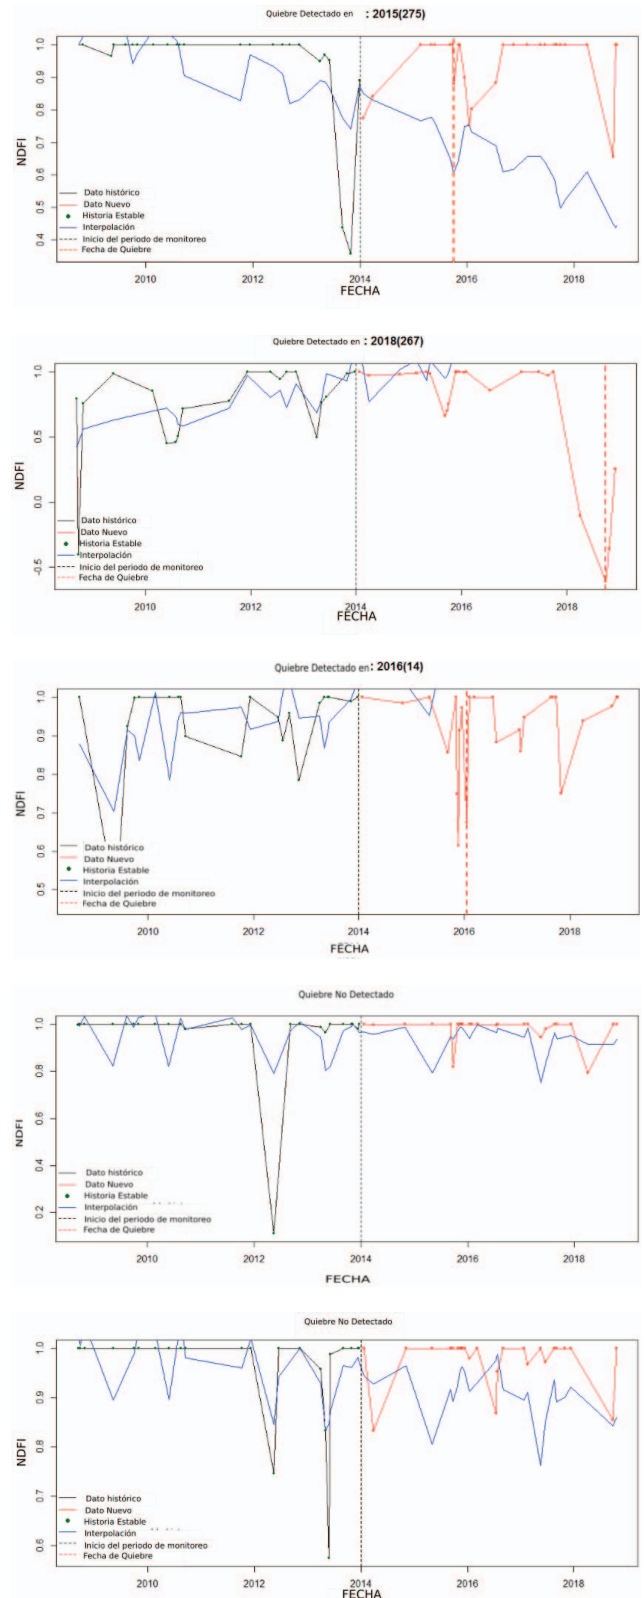 Quiebre Detectado en : 2015(275)
NDFI
1.0
0.9
0.8
0.7
0.6
0.5
0.4
Dato histórico
Dato Nuevo
Historia Estable
Interpolación
Inicio del periodo de monitoreo
Fecha de Quiebre
2010 2012 2014 2016 2018
FECHA
Quiebre Detectado en : 2018(267)
NDFI
1.0
0.5
0.0
-0.5
Dato histórico
Dato Nuevo
Historia Estable
Interpolación
Inicio del periodo de monitoreo
Fecha de Quiebre
2010 2012 2014 2016 2018
FECHA
Quiebre Detectado en : 2016(14)
NDFI
1.0
0.9
0.8
0.7
0.6
0.5
Dato histórico
Dato Nuevo
Historia Estable
Interpolación
Inicio del periodo de monitoreo
Fecha de Quiebre
2010 2012 2014 2016 2018
FECHA
Quiebre No Detectado
NDFI
1.0
0.8
0.6
0.4
0.2
Dato histórico
Dato Nuevo
Historia Estable
Interpolación
Inicio del periodo de monitoreo
Fecha de Quiebre
2010 2012 2014 2016 2018
FECHA
Quiebre No Detectado
NDFI
1.0
0.9
0.8
0.7
0.6
Dato histórico
Dato Nuevo
Historia Estable
Interpolación
Inicio del periodo de monitoreo
Fecha de Quiebre
2010 2012 2014 2016 2018
FECHA